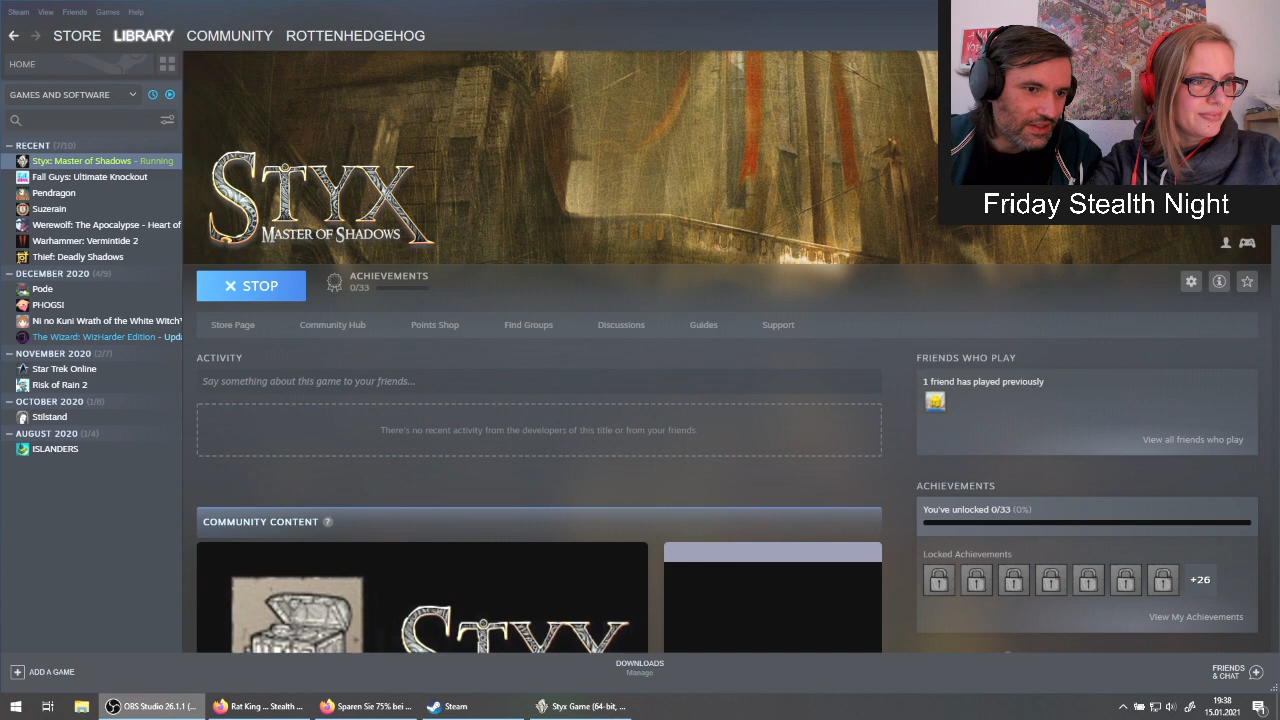 Steam View Friends Games Help
STORE LIBRARY COMMUNITY ROTTENHEDGEHOG
HOME
GAMES AND SOFTWARE
RECENT (7/10)
Styx: Master of Shadows - Running
Fall Guys: Ultimate Knockout
Pendragon
Suzerain
Werewolf: The Apocalypse - Heart of
Warhammer: Vermintide 2
Thief: Deadly Shadows
DECEMBER 2020 (4/9)
Pode
PHOGS!
Ni no Kuni Wrath of the White Witch™
The Wizard: WizHarder Edition - Upda
NOVEMBER 2020 (2/7)
Star Trek Online
Risk of Rain 2
OCTOBER 2020 (1/8)
Stilstand
AUGUST 2020 (1/4)
ISLANDERS
STYX
MASTER OF SHADOWS
Friday Stealth Night
STOP
ACHIEVEMENTS
0/33
Store Page Community Hub Points Shop Find Groups Discussions Guides Support
ACTIVITY
Say something about this game to your friends...
There's no recent activity from the developers of this title or from your friends.
COMMUNITY CONTENT ?
STYX
FRIENDS WHO PLAY
1 friend has played previously
View all friends who play
ACHIEVEMENTS
You've unlocked 0/33 (0%)
Locked Achievements
+26
View My Achievements
ADD A GAME
DOWNLOADS
Manage
FRIENDS
& CHAT
OBS Studio 26.1.1 (... Rat King ... Stealth ... Sparen Sie 75% bei ... Steam Styx Game (64-bit, ...
19:38
15.01.2021